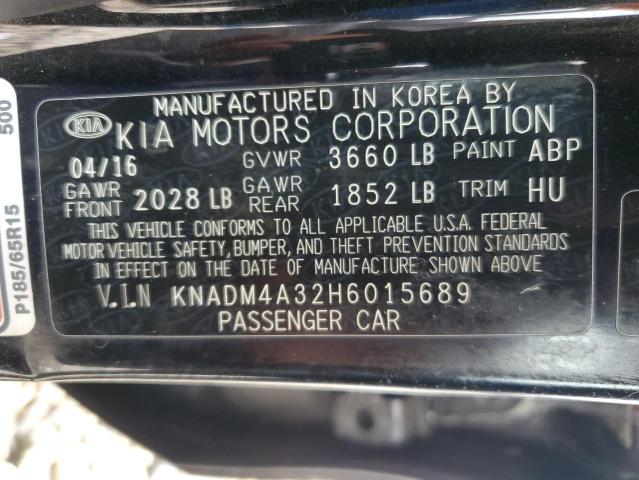 MANUFACTURED IN KOREA BY
KIA KIA MOTORS CORPORATION
04/16 GVWR 3660 LB PAINT ABP
GAWR FRONT 2028 LB GAWR REAR 1852 LB TRIM HU
THIS VEHICLE CONFORMS TO ALL APPLICABLE U.S.A. FEDERAL
MOTOR VEHICLE SAFETY, BUMPER, AND THEFT PREVENTION STANDARDS
IN EFFECT ON THE DATE OF MANUFACTURE SHOWN ABOVE
V.I.N KNADM4A32H6015689
PASSENGER CAR
500
P185/65R15